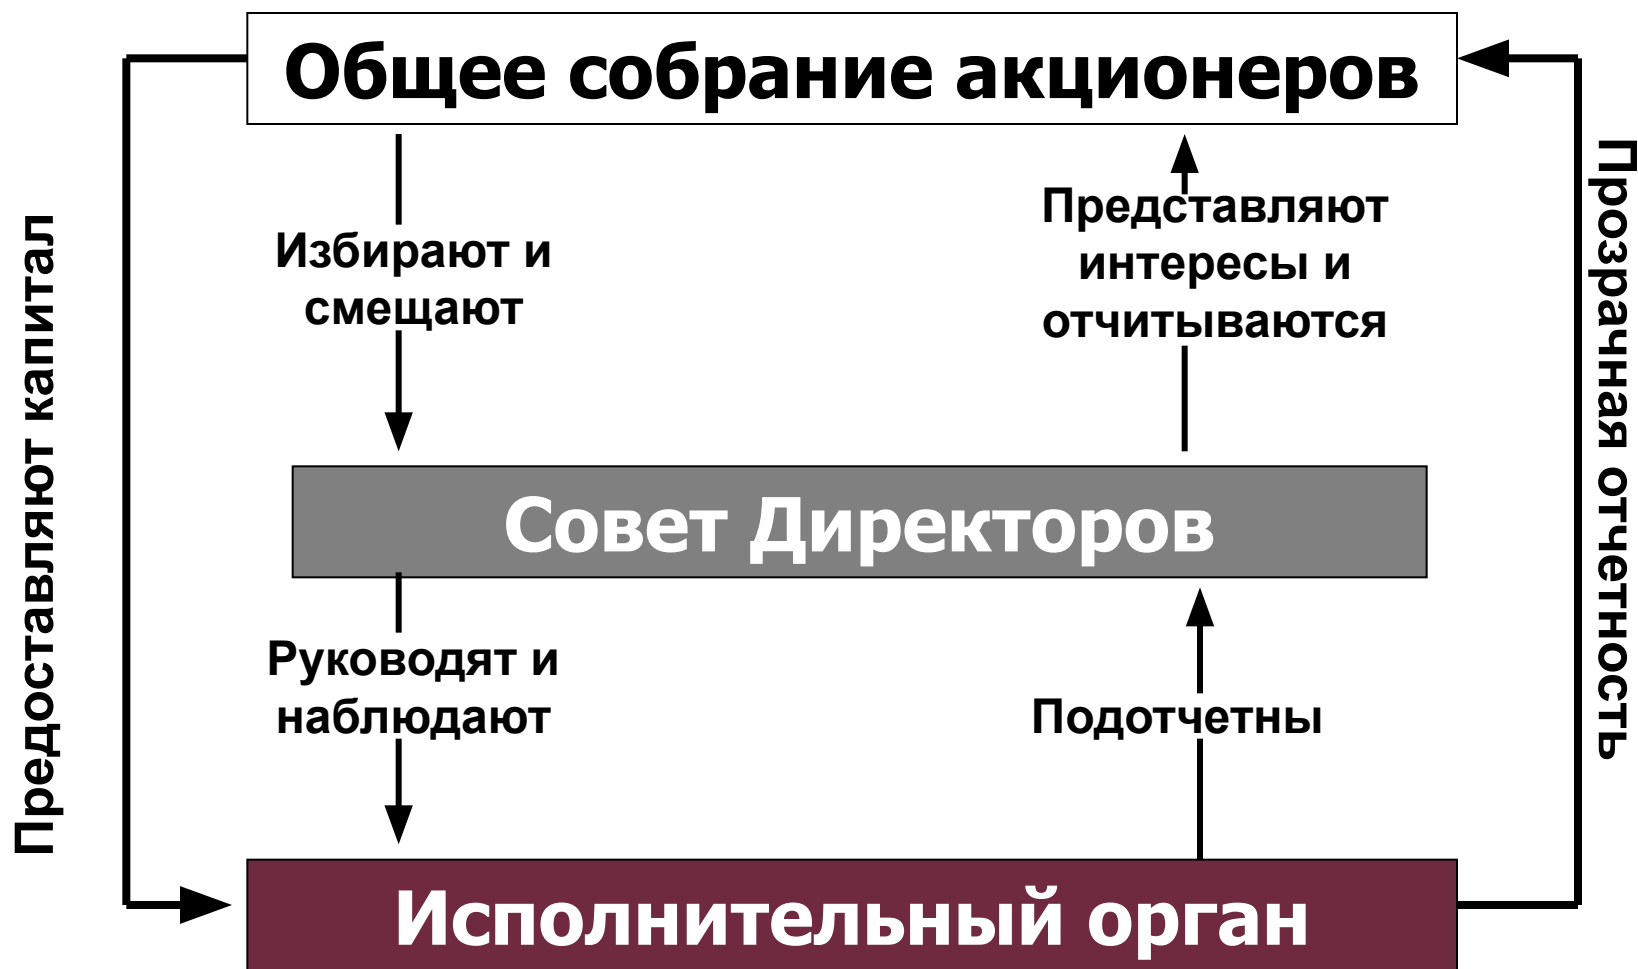 Общее собрание акционеров
Предоставляют капитал
Избирают и
смещают
Представляют
интересы и
отчитываются
Прозрачная отчетность
Совет Директоров
Руководят и
наблюдают
Подотчетны
Исполнительный орган